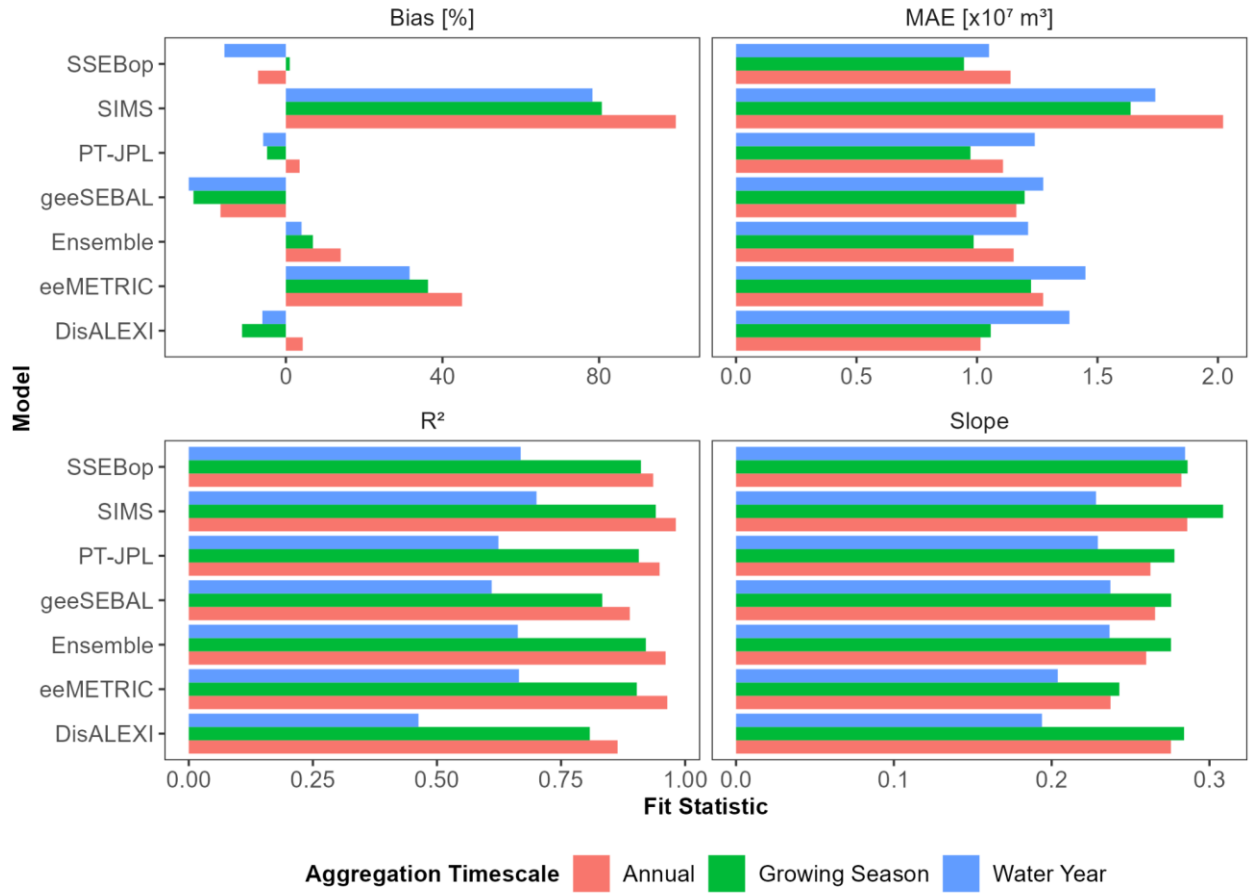 Bias [%]
MAE [x10⁷ m³]
Model
SSEBop
SIMS
PT-JPL
geeSEBAL
Ensemble
eeMETRIC
DisALEXI
0 40 80
0.0 0.5 1.0 1.5 2.0
R²
Slope
SSEBop
SIMS
PT-JPL
geeSEBAL
Ensemble
eeMETRIC
DisALEXI
0.00 0.25 0.50 0.75 1.00
0.0 0.1 0.2 0.3
Fit Statistic
Aggregation Timescale Annual Growing Season Water Year